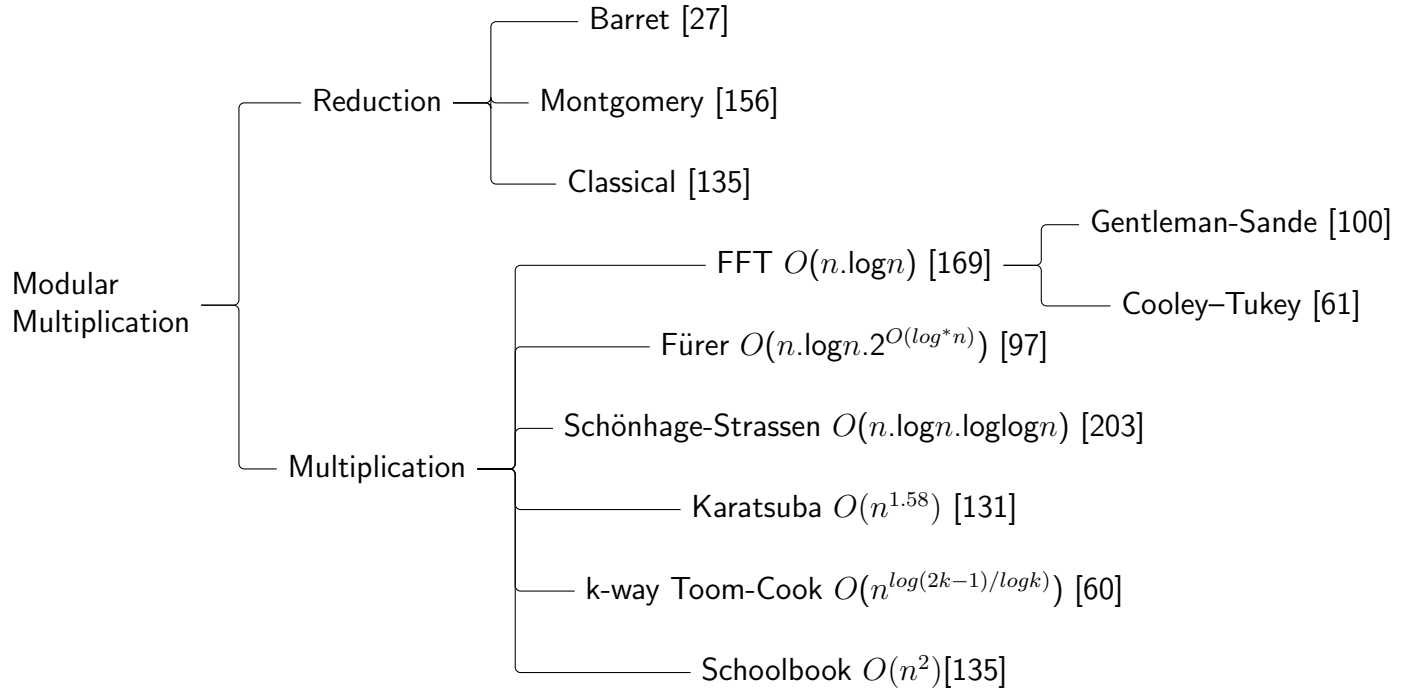 Barret [27]
Reduction
Montgomery [156]
Classical [135]
Gentleman-Sande [100]
FFT O(n.logn) [169]
Modular
Multiplication
Cooley–Tukey [61]
Fürer O(n.logn.2^{O(log*n)}) [97]
Schönhage-Strassen O(n.logn.loglogn) [203]
Multiplication
Karatsuba O(n^{1.58}) [131]
k-way Toom-Cook O(n^{log(2k−1)/logk}) [60]
Schoolbook O(n^2)[135]